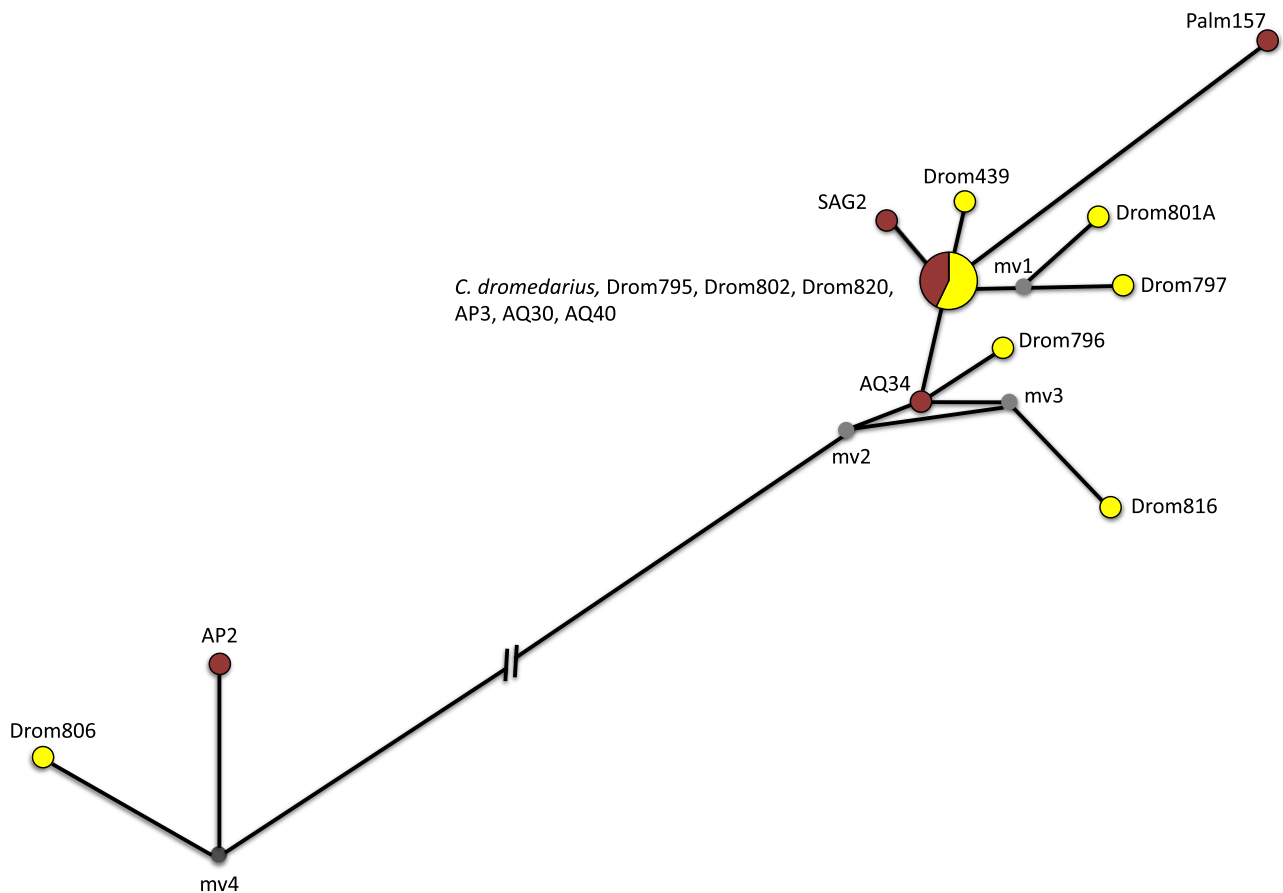 Palm157
Drom439
SAG2
Drom801A
mv1
C. dromedarius, Drom795, Drom802, Drom820,
AP3, AQ30, AQ40
Drom797
Drom796
AQ34
mv3
mv2
Drom816
AP2
Drom806
mv4